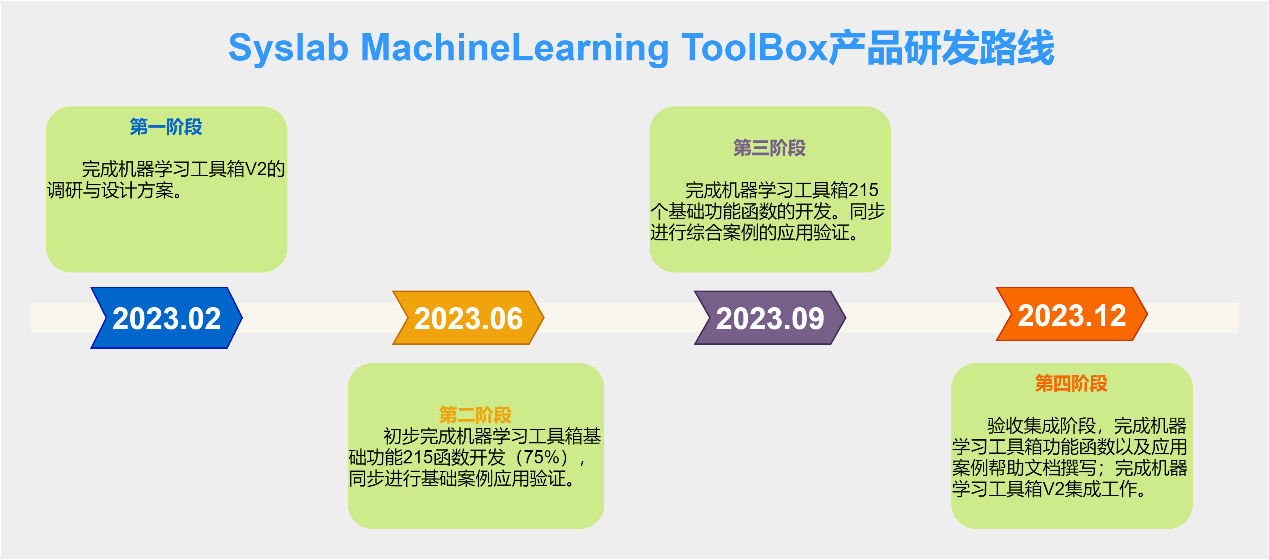 Syslab MachineLearning ToolBox产品研发路线
第一阶段
完成机器学习工具箱V2的
调研与设计方案。
第三阶段
完成机器学习工具箱215
个基础功能函数的开发。同步
进行综合案例的应用验证。
2023.02
2023.06
2023.09
2023.12
第二阶段
初步完成机器学习工具箱基
础功能215函数开发（75%），
同步进行基础案例应用验证。
第四阶段
验收集成阶段，完成机器
学习工具箱功能函数以及应用
案例帮助文档撰写；完成机器
学习工具箱V2集成工作。